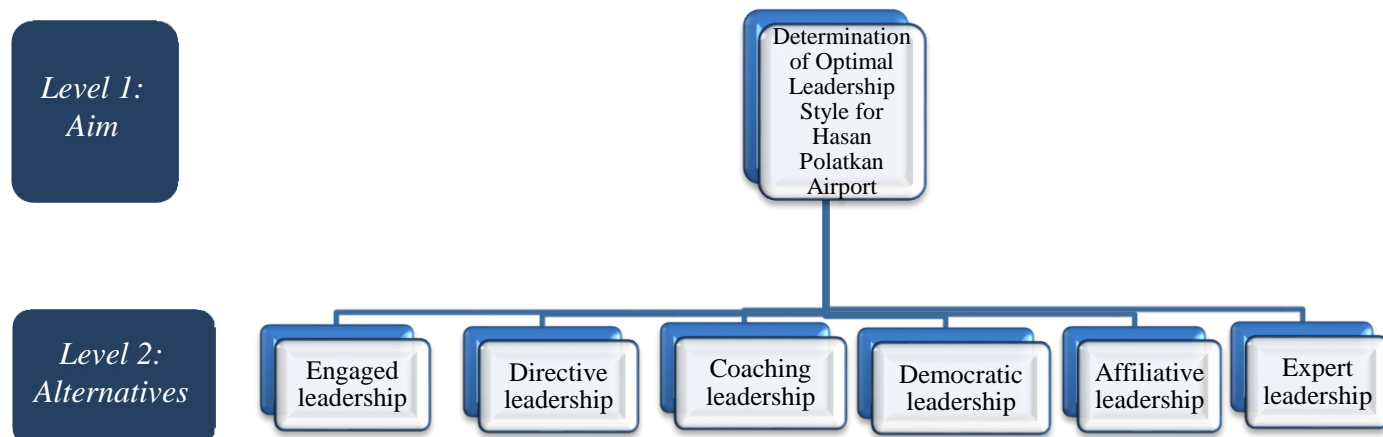 Level 1:
Aim
Determination
of Optimal
Leadership
Style for
Hasan
Polatkan
Airport
Level 2:
Alternatives
Engaged
leadership
Directive
leadership
Coaching
leadership
Democratic
leadership
Affiliative
leadership
Expert
leadership